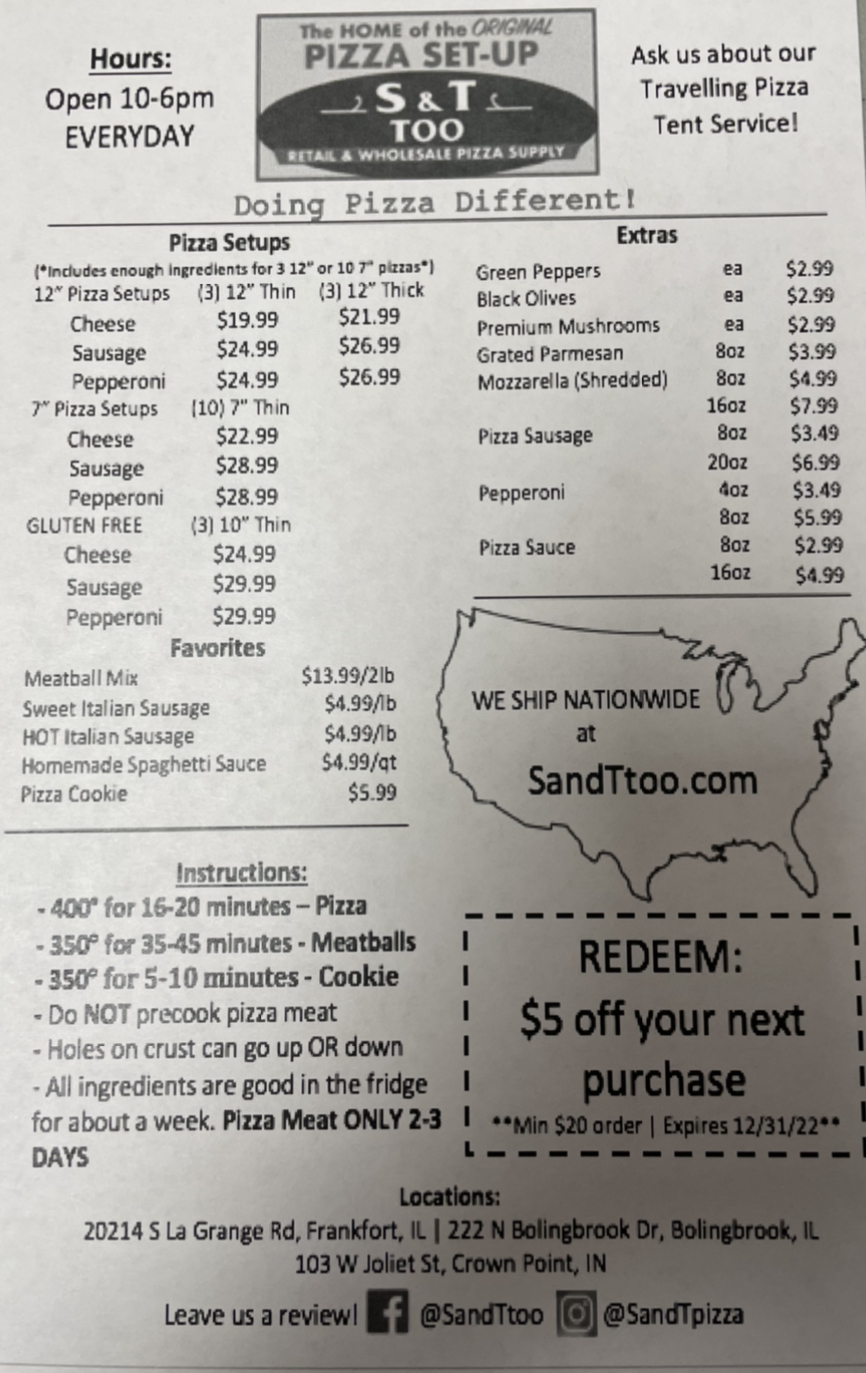 Hours:
Open 10-6pm
EVERYDAY
The HOME of the ORIGINAL
PIZZA SET-UP
S & T
TOO
RETAIL & WHOLESALE PIZZA SUPPLY
Ask us about our
Travelling Pizza
Tent Service!
Doing Pizza Different!
Pizza Setups
(*Includes enough ingredients for 3 12" or 10 7" pizzas*)
12" Pizza Setups (3) 12" Thin (3) 12" Thick
Cheese $19.99 $21.99
Sausage $24.99 $26.99
Pepperoni $24.99 $26.99
7" Pizza Setups (10) 7" Thin
Cheese $22.99
Sausage $28.99
Pepperoni $28.99
GLUTEN FREE (3) 10" Thin
Cheese $24.99
Sausage $29.99
Pepperoni $29.99
Favorites
Meatball Mix $13.99/2lb
Sweet Italian Sausage $4.99/lb
HOT Italian Sausage $4.99/lb
Homemade Spaghetti Sauce $4.99/qt
Pizza Cookie $5.99
Extras
Green Peppers ea $2.99
Black Olives ea $2.99
Premium Mushrooms ea $2.99
Grated Parmesan 8oz $3.99
Mozzarella (Shredded) 8oz $4.99
16oz $7.99
Pizza Sausage 8oz $3.49
20oz $6.99
Pepperoni 4oz $3.49
8oz $5.99
Pizza Sauce 8oz $2.99
16oz $4.99
WE SHIP NATIONWIDE
at
SandTtoo.com
Instructions:
- 400° for 16-20 minutes – Pizza
- 350° for 35-45 minutes - Meatballs
- 350° for 5-10 minutes - Cookie
- Do NOT precook pizza meat
- Holes on crust can go up OR down
- All ingredients are good in the fridge
for about a week. Pizza Meat ONLY 2-3
DAYS
REDEEM:
$5 off your next
purchase
**Min $20 order | Expires 12/31/22**
Locations:
20214 S La Grange Rd, Frankfort, IL | 222 N Bolingbrook Dr, Bolingbrook, IL
103 W Joliet St, Crown Point, IN
Leave us a review! @SandTtoo @SandTpizza